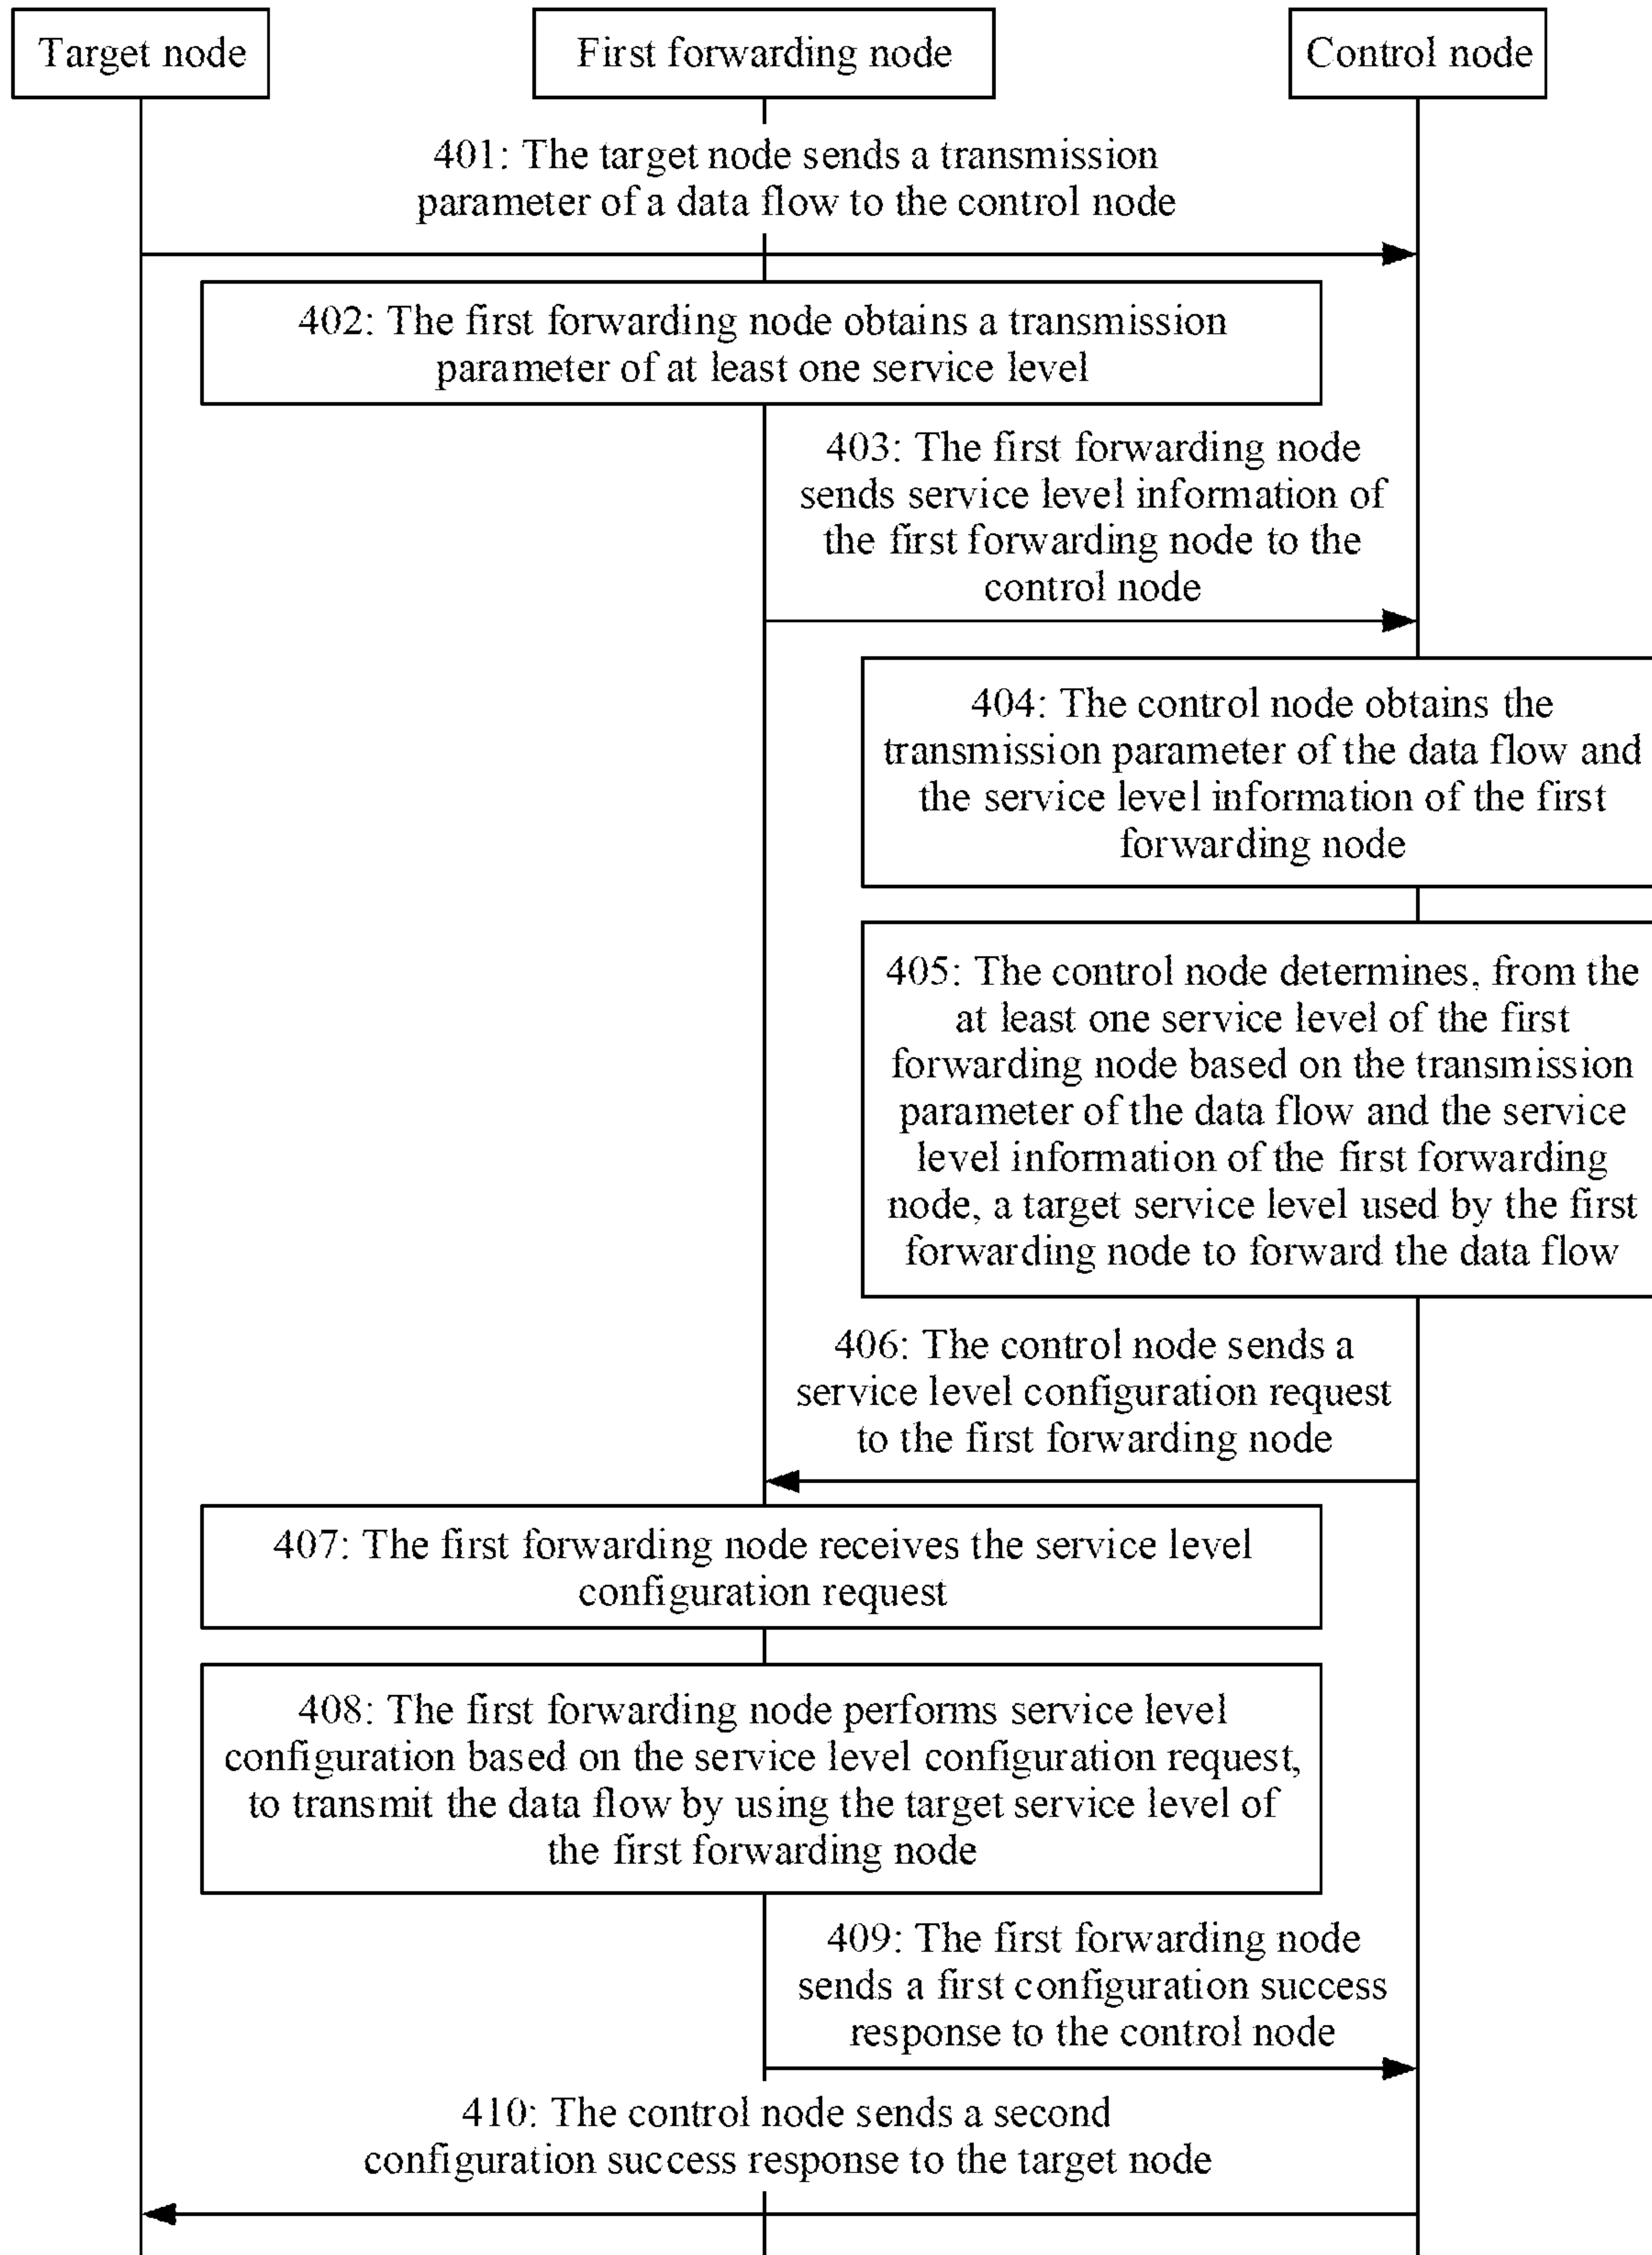 Target node
First forwarding node
Control node
401: The target node sends a transmission
parameter of a data flow to the control node
402: The first forwarding node obtains a transmission
parameter of at least one service level
403: The first forwarding node
sends service level information of
the first forwarding node to the
control node
404: The control node obtains the
transmission parameter of the data flow and
the service level information of the first
forwarding node
405: The control node determines, from the
at least one service level of the first
forwarding node based on the transmission
parameter of the data flow and the service
level information of the first forwarding
node, a target service level used by the first
forwarding node to forward the data flow
406: The control node sends a
service level configuration request
to the first forwarding node
407: The first forwarding node receives the service level
configuration request
408: The first forwarding node performs service level
configuration based on the service level configuration request,
to transmit the data flow by using the target service level of
the first forwarding node
409: The first forwarding node
sends a first configuration success
response to the control node
410: The control node sends a second
configuration success response to the target node